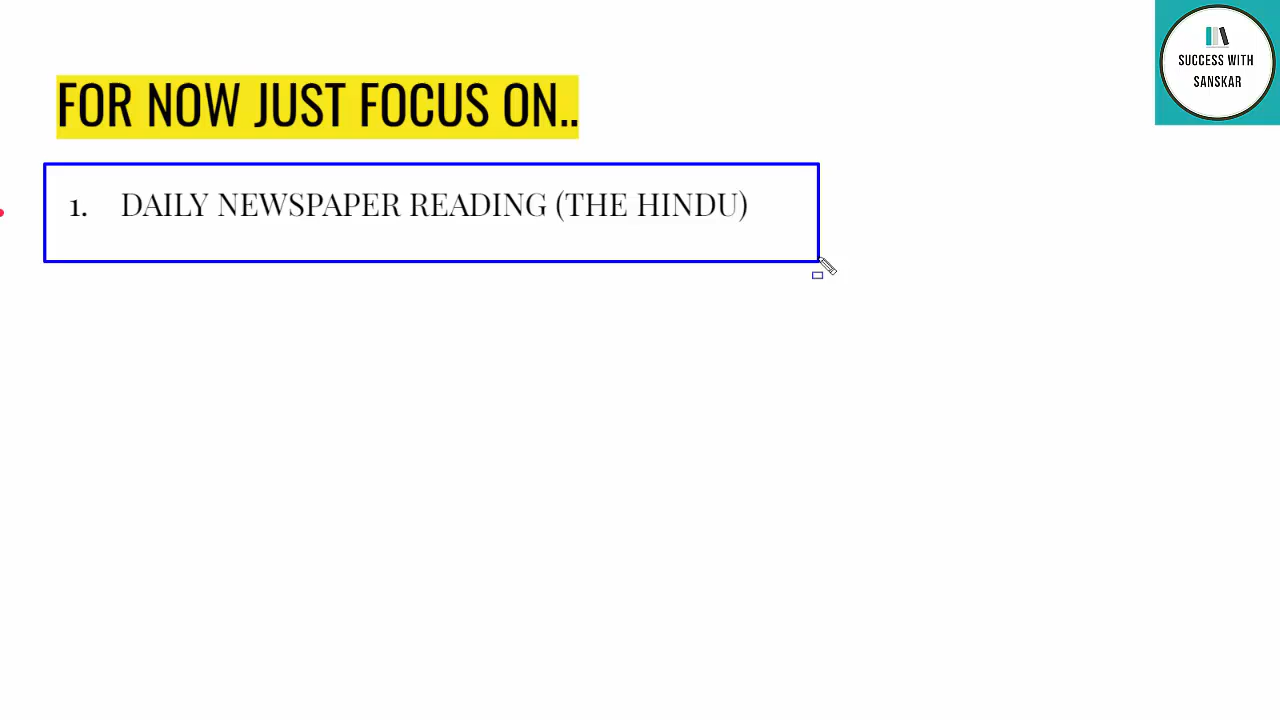 SUCCESS WITH
SANSKAR
FOR NOW JUST FOCUS ON..
1. DAILY NEWSPAPER READING (THE HINDU)